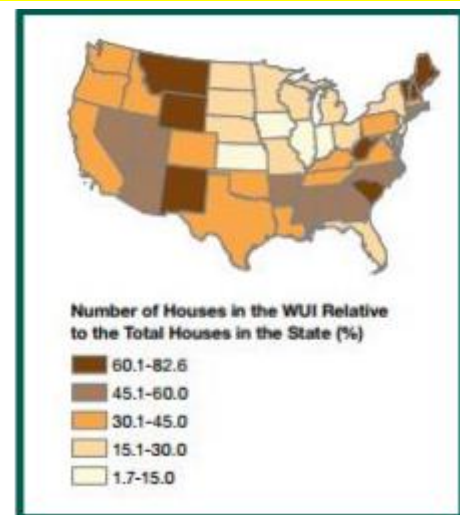 Number of Houses in the WUI Relative
to the Total Houses in the State (%)
60.1-82.6
45.1-60.0
30.1-45.0
15.1-30.0
1.7-15.0